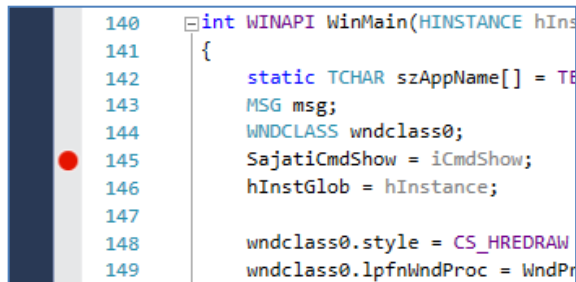 140 int WINAPI WinMain(HINSTANCE hIns
141 {
142 static TCHAR szAppName[] = TE
143 MSG msg;
144 WNDCLASS wndclass0;
145 SajatiCmdShow = iCmdShow;
146 hInstGlob = hInstance;
147
148 wndclass0.style = CS_HREDRAW
149 wndclass0.lpfnWndProc = WndPr